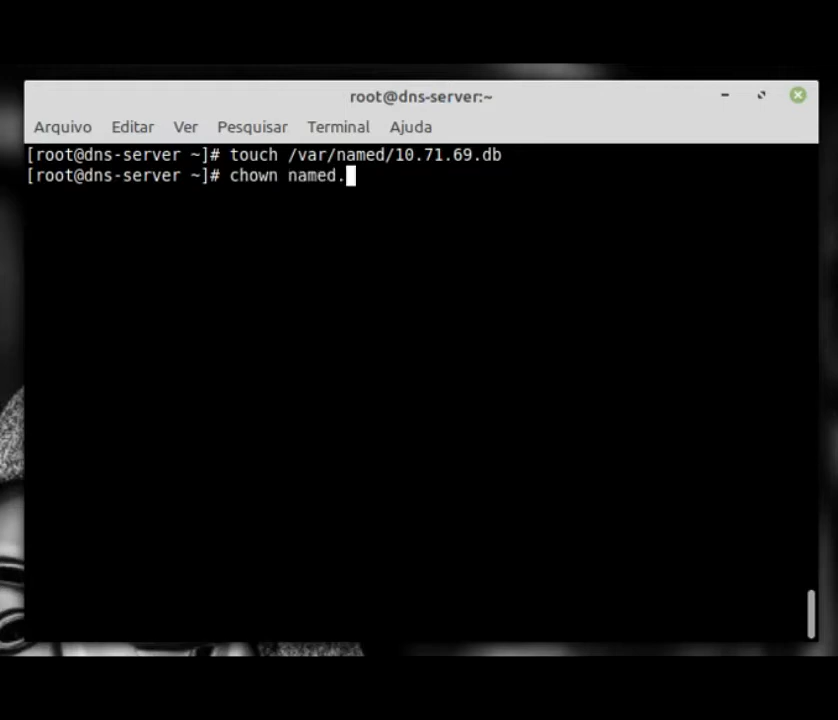 root@dns-server:~
Arquivo Editar Ver Pesquisar Terminal Ajuda
[root@dns-server ~]# touch /var/named/10.71.69.db
[root@dns-server ~]# chown named.